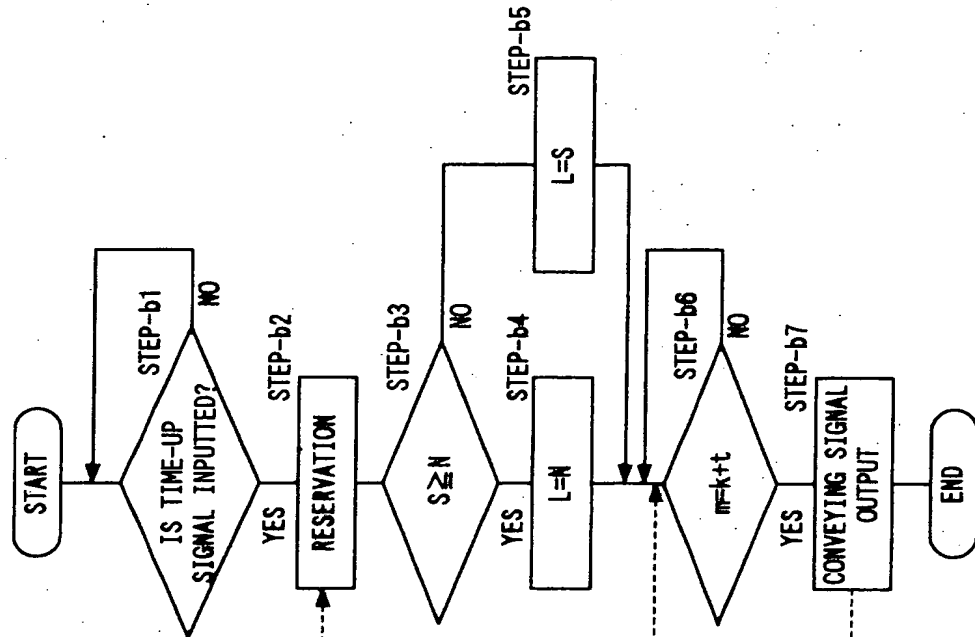 START
STEP-b1
IS TIME-UP
SIGNAL INPUTTED?
NO
YES
STEP-b2
RESERVATION
STEP-b3
S≧N
NO
YES
STEP-b4
L=N
STEP-b5
L=S
STEP-b6
m=k+t
NO
YES
STEP-b7
CONVEYING SIGNAL
OUTPUT
END